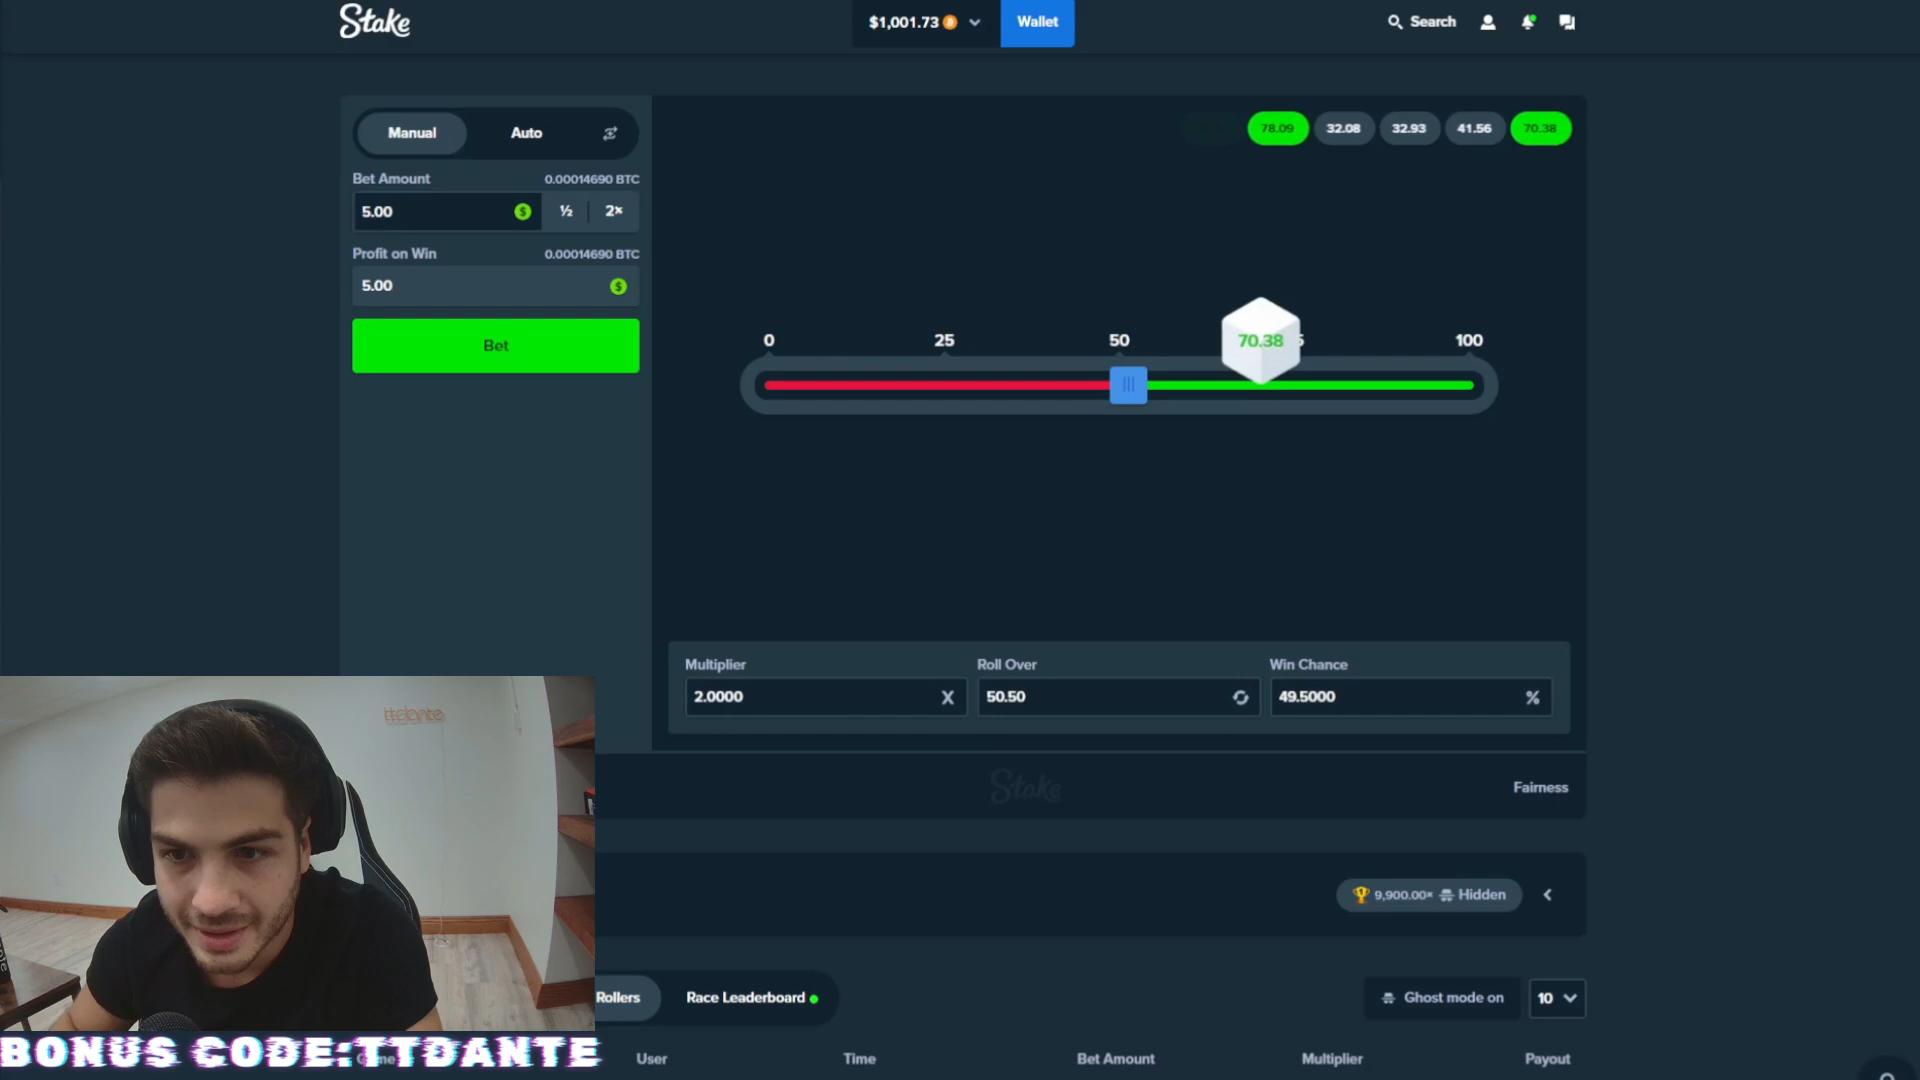 Stake
$1,001.73
Wallet
Search
Manual
Auto
78.09
32.08
32.93
41.56
70.38
Bet Amount
0.00014690 BTC
5.00
½
2×
Profit on Win
0.00014690 BTC
5.00
Bet
0
25
50
70.38
5
100
Multiplier
Roll Over
Win Chance
2.0000
50.50
49.5000
%
Stake
Fairness
ttdante
9,900.00×
Hidden
Rollers
Race Leaderboard
Ghost mode on
10
BONUS CODE:TTDANTE
User
Time
Bet Amount
Multiplier
Payout